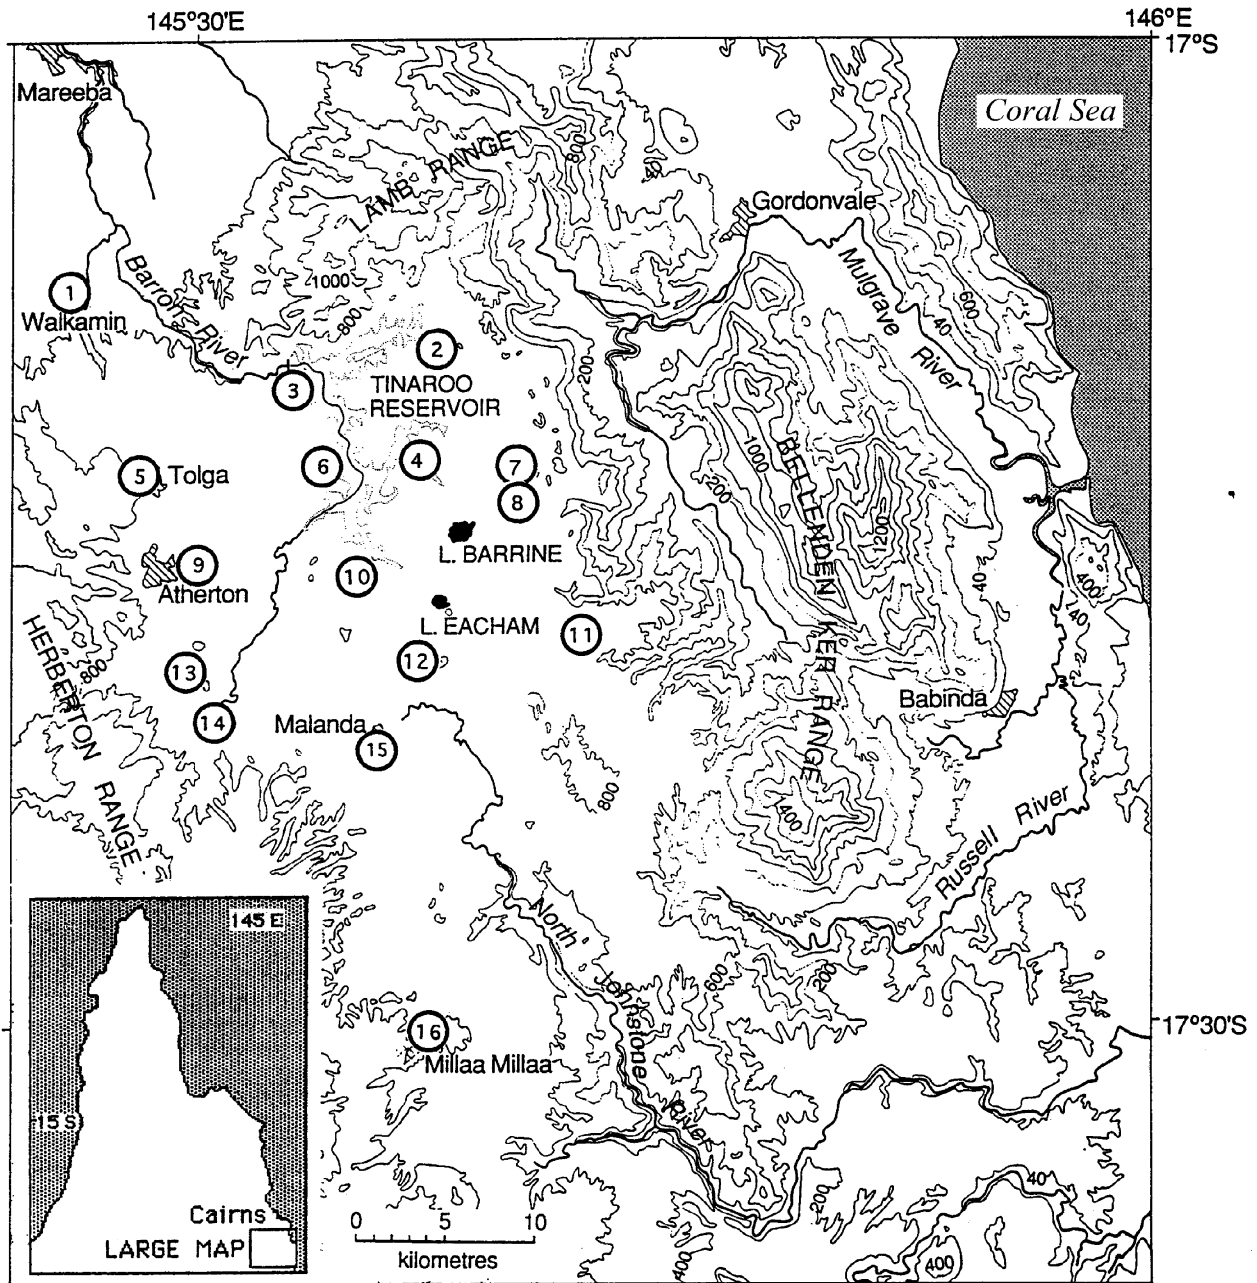 145°30'E
146°E
17°S
Mareeba
Coral Sea
LAMB RANGE
800
40
Gordonvale
1000
800
Barron River
Mulgrave River
600
40
1
Walkamin
2
3
TINAROO
RESERVOIR
200
5
Tolga
6
4
7
8
1000
200
1200
BELLENDEN KER RANGE
L. BARRINE
9
Atherton
10
40
400
40
L. EACHAM
11
HERBERTON RANGE
800
13
12
14
Malanda
15
Babinda
800
1400
Russell River
145 E
North Johnstone River
600
200
16
Millaa Millaa
17°30'S
15 S
Cairns
LARGE MAP
0 5 10
kilometres
200
40
400
400